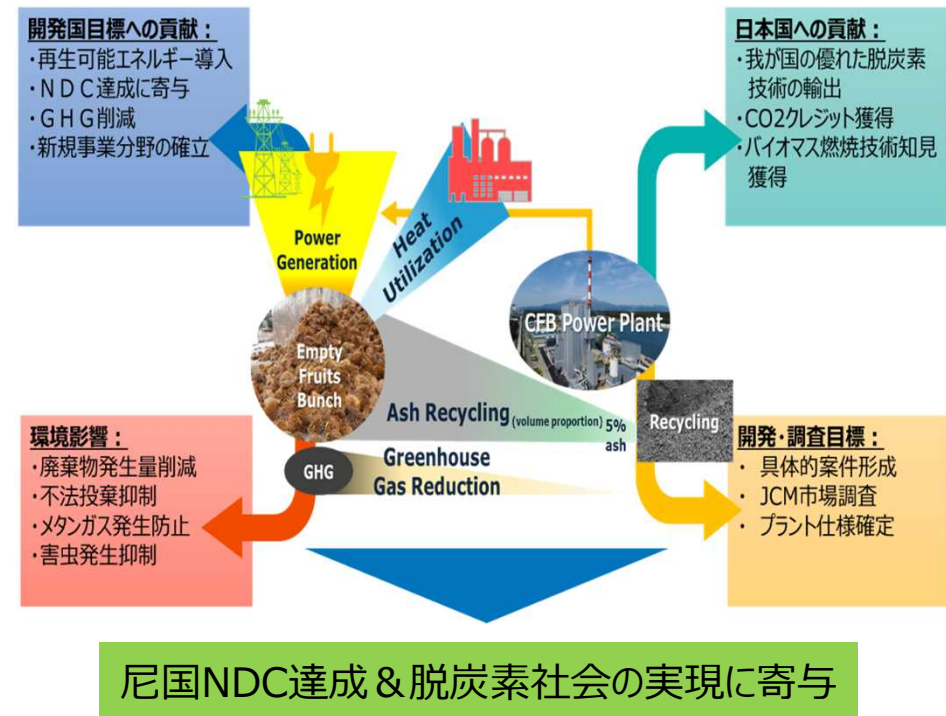 開発国目標への貢献：
・再生可能エネルギー導入
・ＮＤＣ達成に寄与
・ＧＨＧ削減
・新規事業分野の確立
日本国への貢献：
・我が国の優れた脱炭素
技術の輸出
・CO2クレジット獲得
・バイオマス燃焼技術知見
獲得
Power
Generation
Heat
Utilization
CFB Power Plant
Empty
Fruits
Bunch
Ash Recycling (volume proportion) 5%
ash
Recycling
GHG
Greenhouse
Gas Reduction
環境影響：
・廃棄物発生量削減
・不法投棄抑制
・メタンガス発生防止
・害虫発生抑制
開発・調査目標：
・ 具体的案件形成
・ JCM市場調査
・ プラント仕様確定
尼国NDC達成＆脱炭素社会の実現に寄与